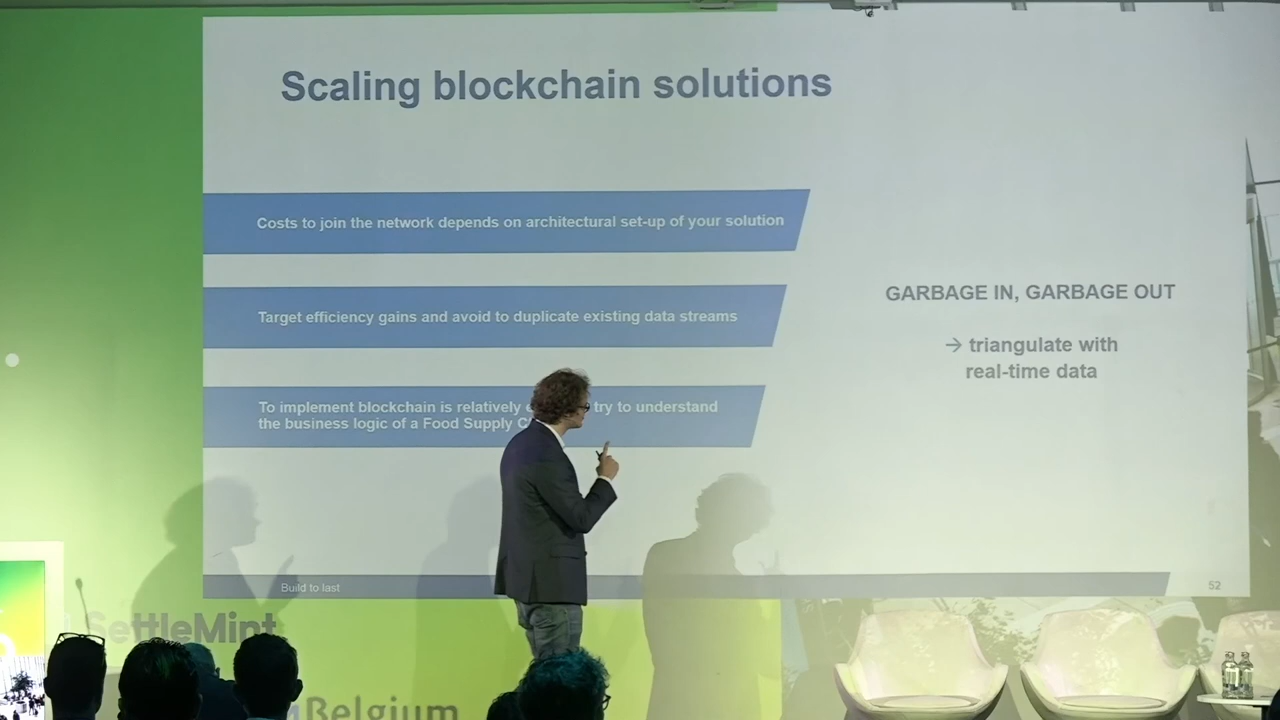 Scaling blockchain solutions
Costs to join the network depends on architectural set-up of your solution
Target efficiency gains and avoid to duplicate existing data streams
To implement blockchain is relatively try to understand
the business logic of a Food Supply
GARBAGE IN, GARBAGE OUT
→ triangulate with
real-time data
Build to last
52
SettleMint
Belgium